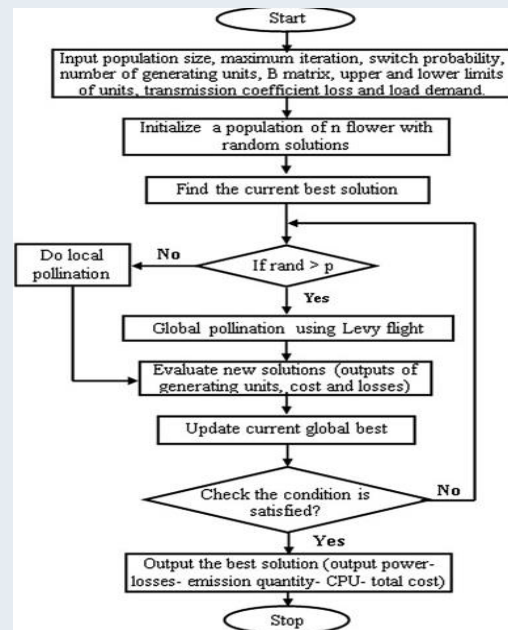 Start
Input population size, maximum iteration, switch probability,
number of generating units, B matrix, upper and lower limits
of units, transmission coefficient loss and load demand.
Initialize a population of n flower with
random solutions
Find the current best solution
If rand > p
No
Do local
pollination
Yes
Global pollination using Levy flight
Evaluate new solutions (outputs of
generating units, cost and losses)
Update current global best
Check the condition is
satisfied?
No
Yes
Output the best solution (output power-
losses- emission quantity- CPU- total cost)
Stop